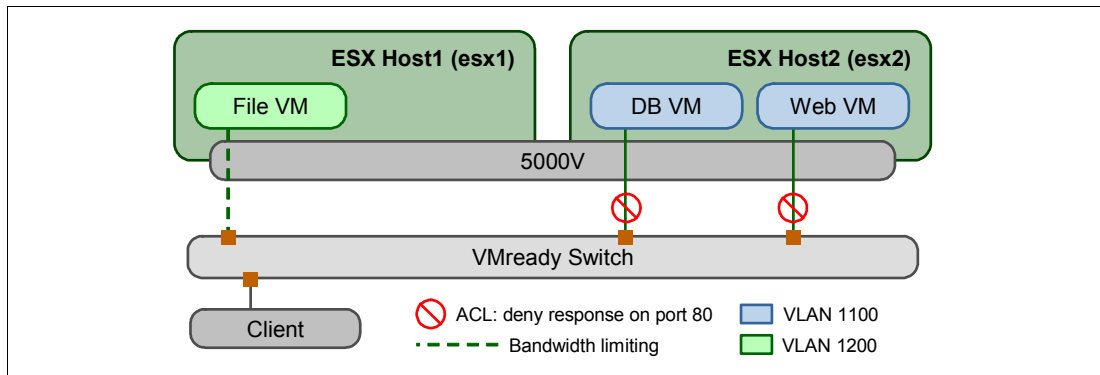 ESX Host1 (esx1)
ESX Host2 (esx2)
File VM
DB VM
Web VM
5000V
VMready Switch
Client
ACL: deny response on port 80
Bandwidth limiting
VLAN 1100
VLAN 1200